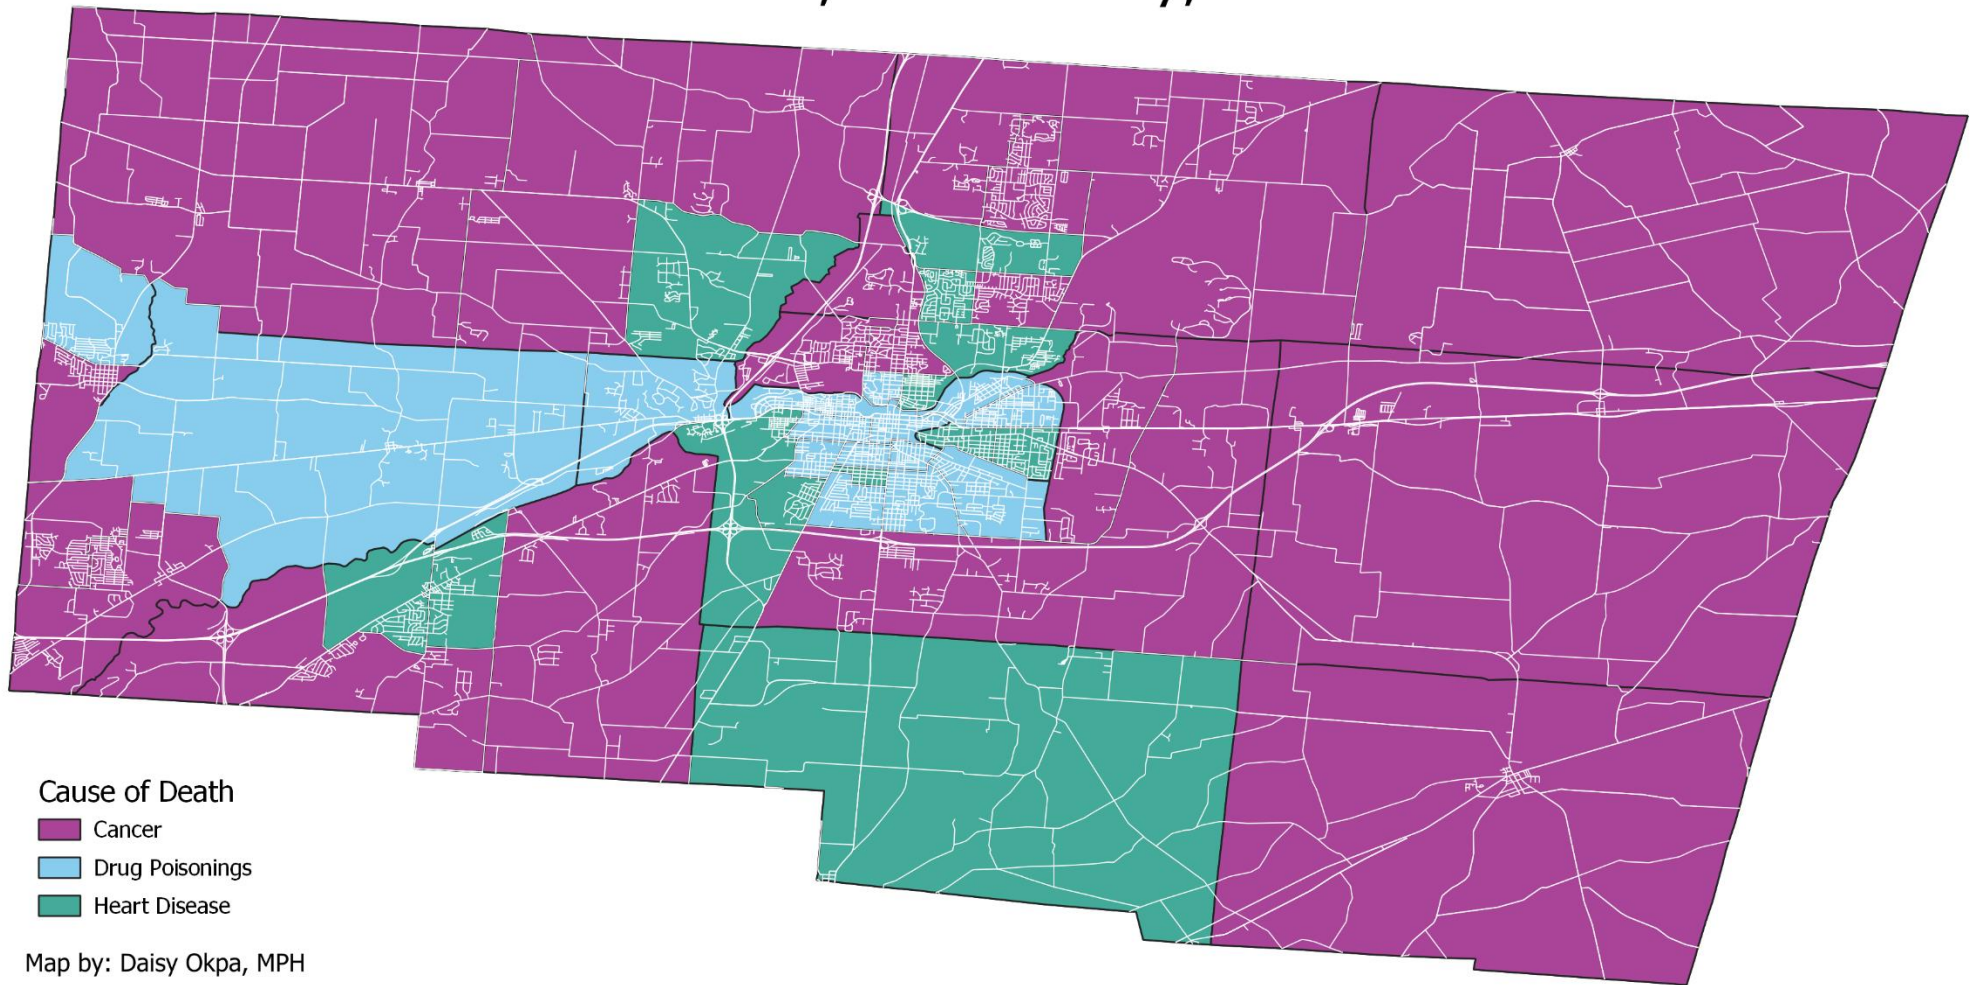 Cause of Death
Cancer
Drug Poisonings
Heart Disease
Map by: Daisy Okpa, MPH